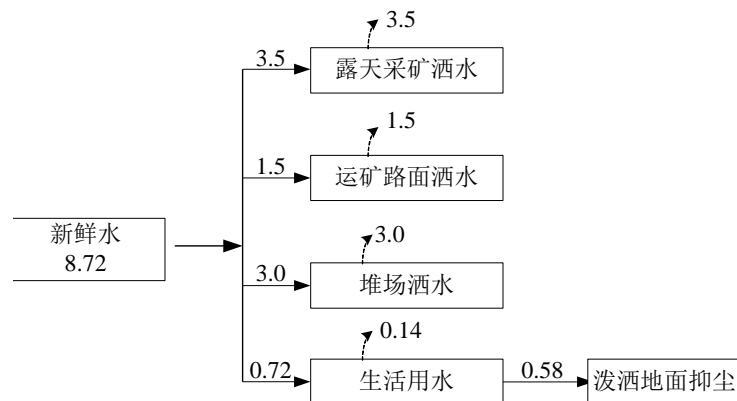 3.5
3.5
露天采矿洒水
1.5
1.5
运矿路面洒水
新鲜水
8.72
3.0
3.0
堆场洒水
0.14
0.72
生活用水
0.58
泼洒地面抑尘